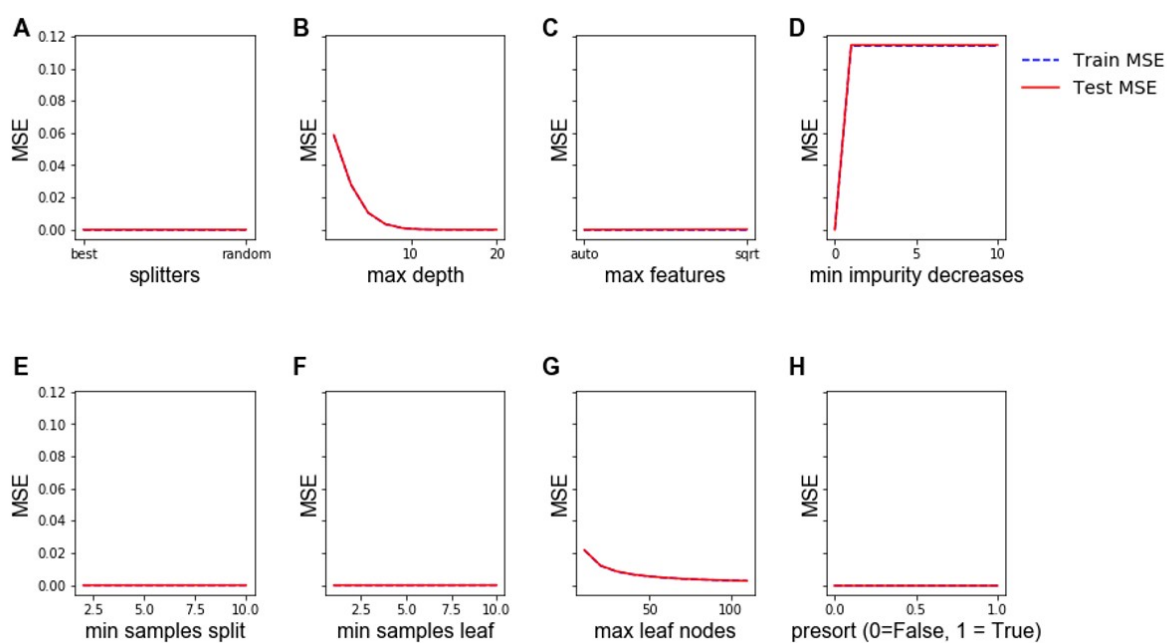 A B C D
0.12
0.10
0.08
0.06
0.04
0.02
0.00
MSE
best random
splitters
MSE
10 20
max depth
MSE
auto sqrt
max features
MSE
0 5 10
min impurity decreases
Train MSE
Test MSE
E F G H
0.12
0.10
0.08
0.06
0.04
0.02
0.00
MSE
2.5 5.0 7.5 10.0
min samples split
MSE
2.5 5.0 7.5 10.0
min samples leaf
MSE
50 100
max leaf nodes
MSE
0.0 0.5 1.0
presort (0=False, 1 = True)